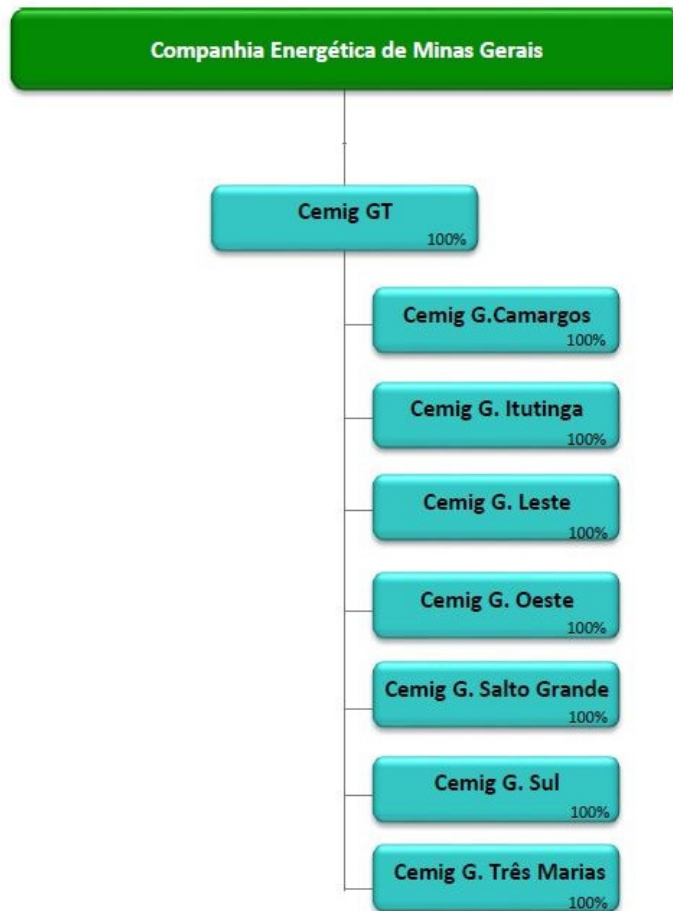 Companhia Energética de Minas Gerais
Cemig GT
100%
Cemig G.Camargos
100%
Cemig G. Itutinga
100%
Cemig G. Leste
100%
Cemig G. Oeste
100%
Cemig G. Salto Grande
100%
Cemig G. Sul
100%
Cemig G. Três Marias
100%